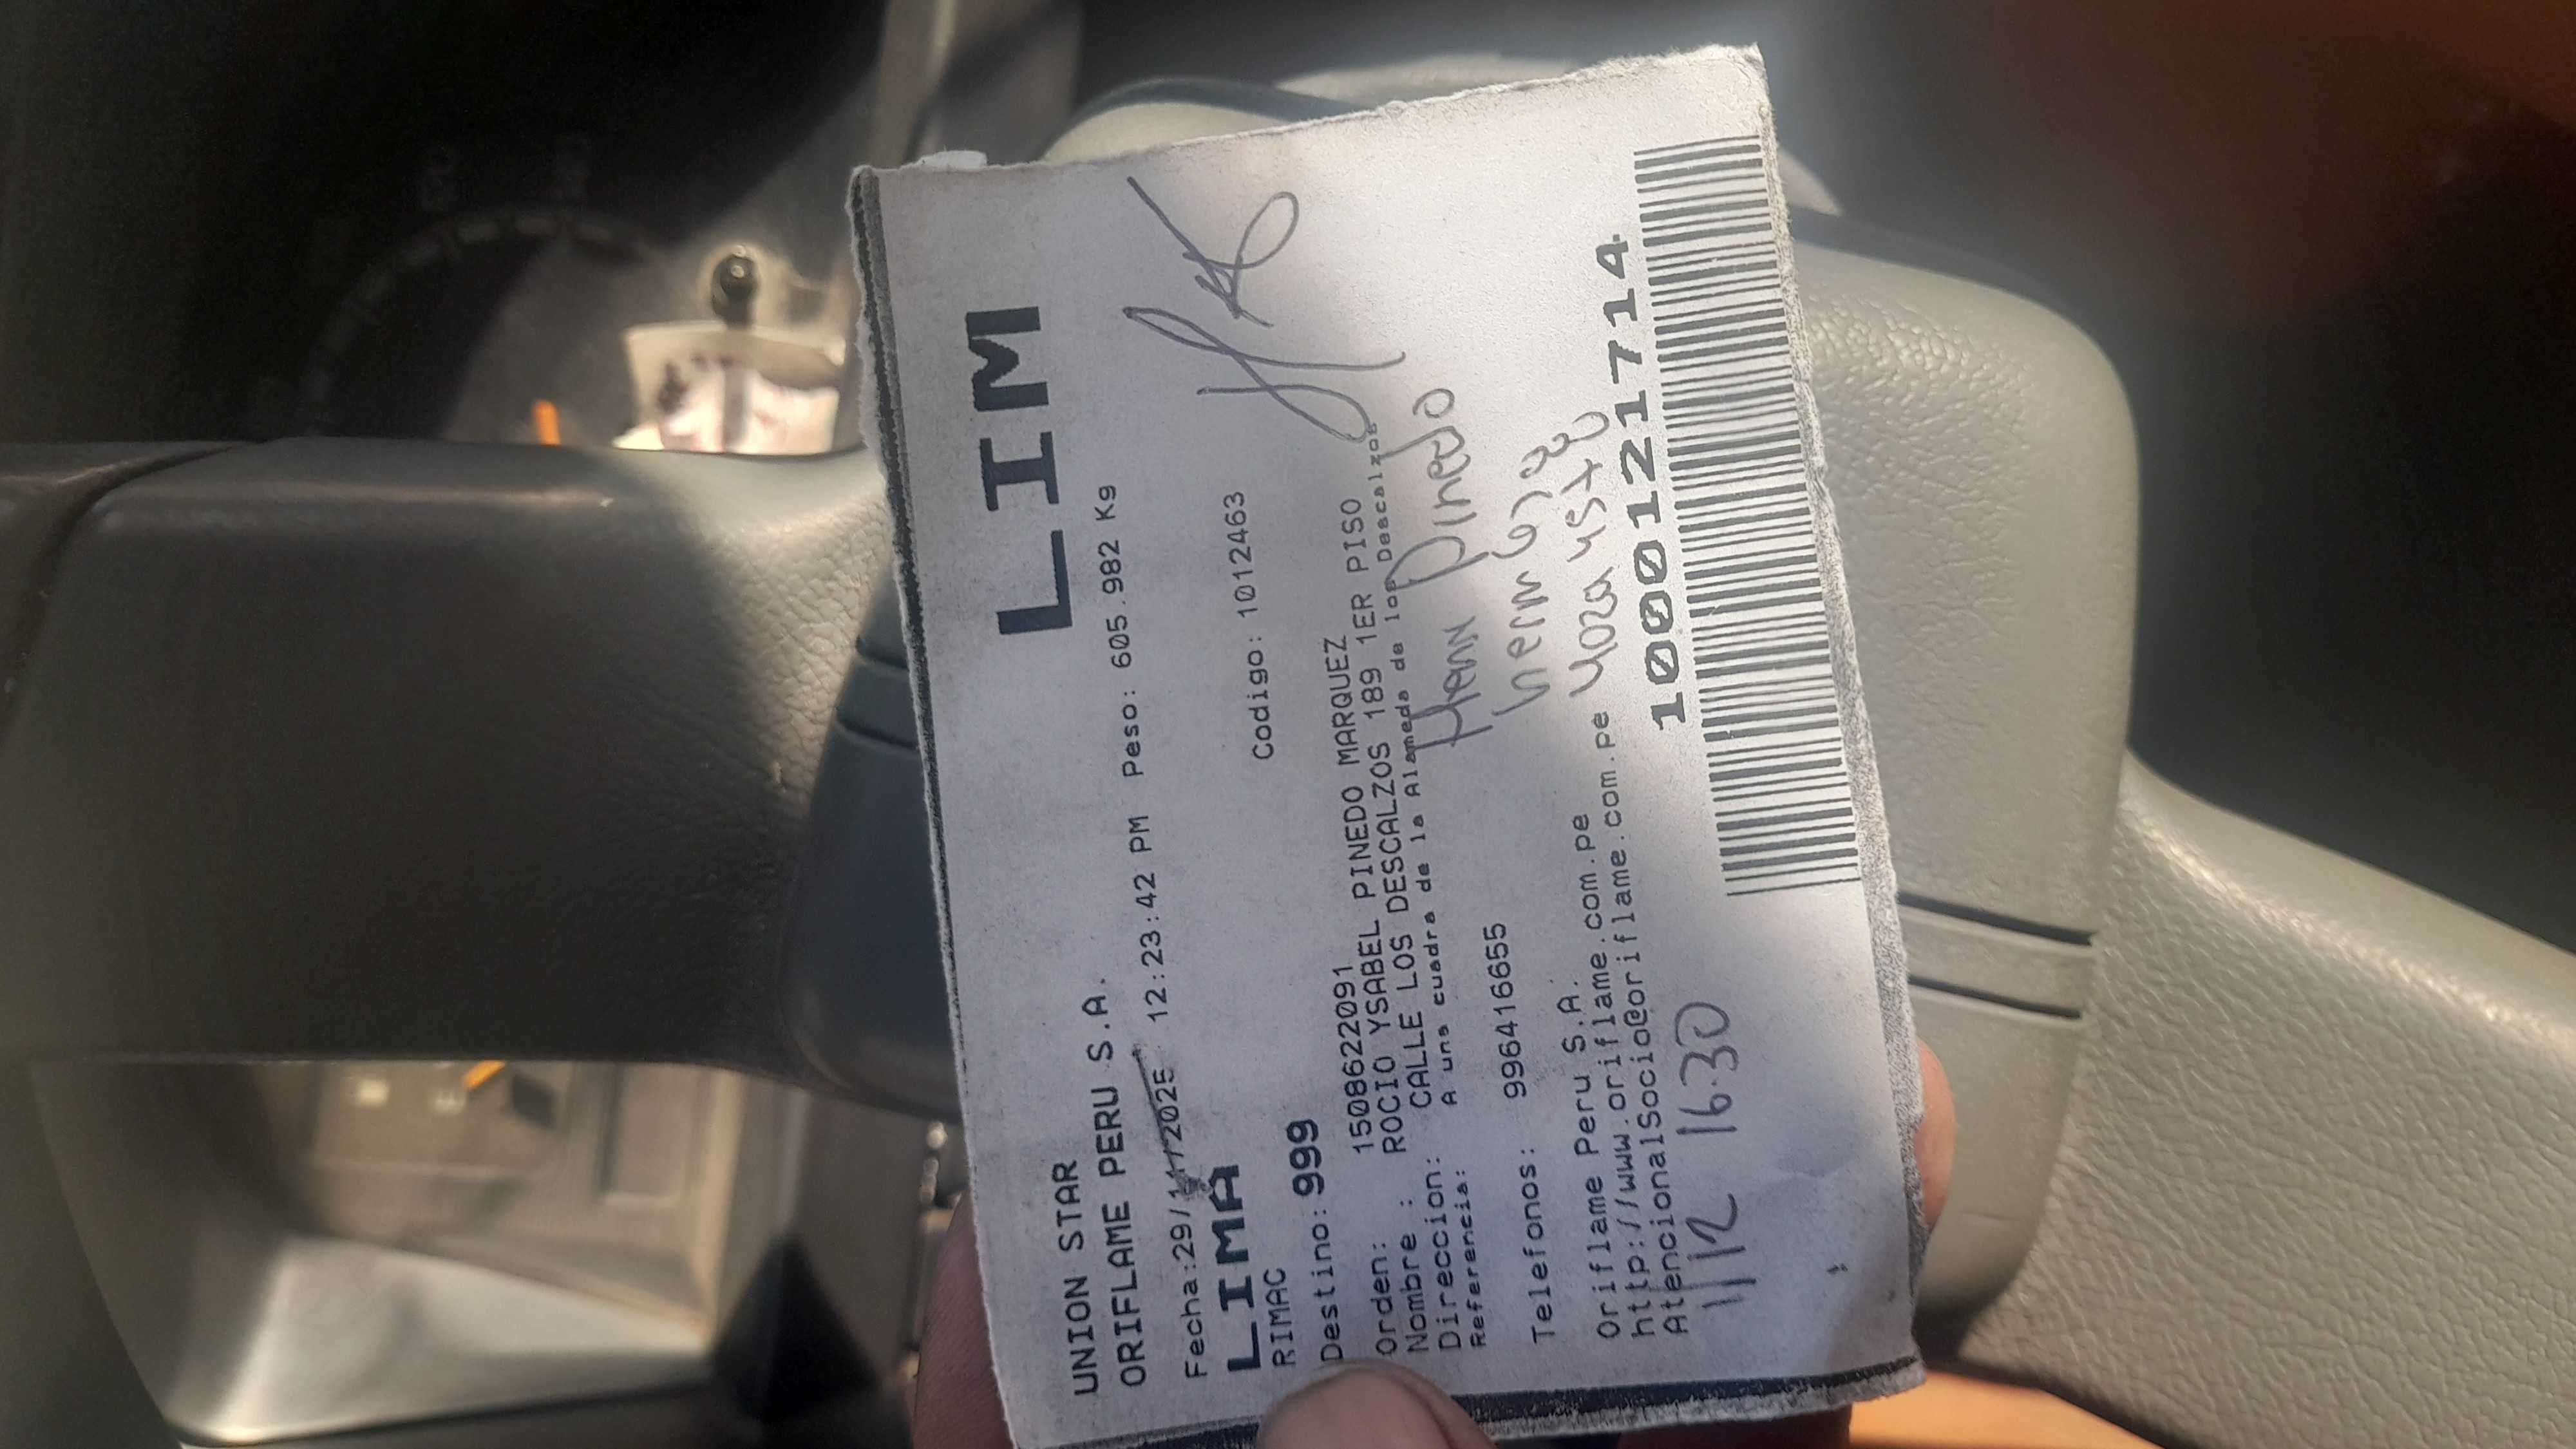 LIM
UNION STAR
ORIFLAME PERU S.A.
Fecha:29/11/2025 12:23:42 PM Peso: 605.982 Kg
LIMA
RIMAC
Codigo: 1012463
Destino: 999
Orden: 1508622091
Nombre : ROCIO YSABEL PINEDO MARQUEZ
Direccion: CALLE LOS DESCALZOS 189 1ER PISO
Referencia: A una cuadra de la Alameda de los Descalzos
Pinedo
Telefonos: 996416655
Oriflame Peru S.A.
http://www.oriflame.com.pe
AtencionalSocio@oriflame.com.pe
1/12 16:30
1000121714